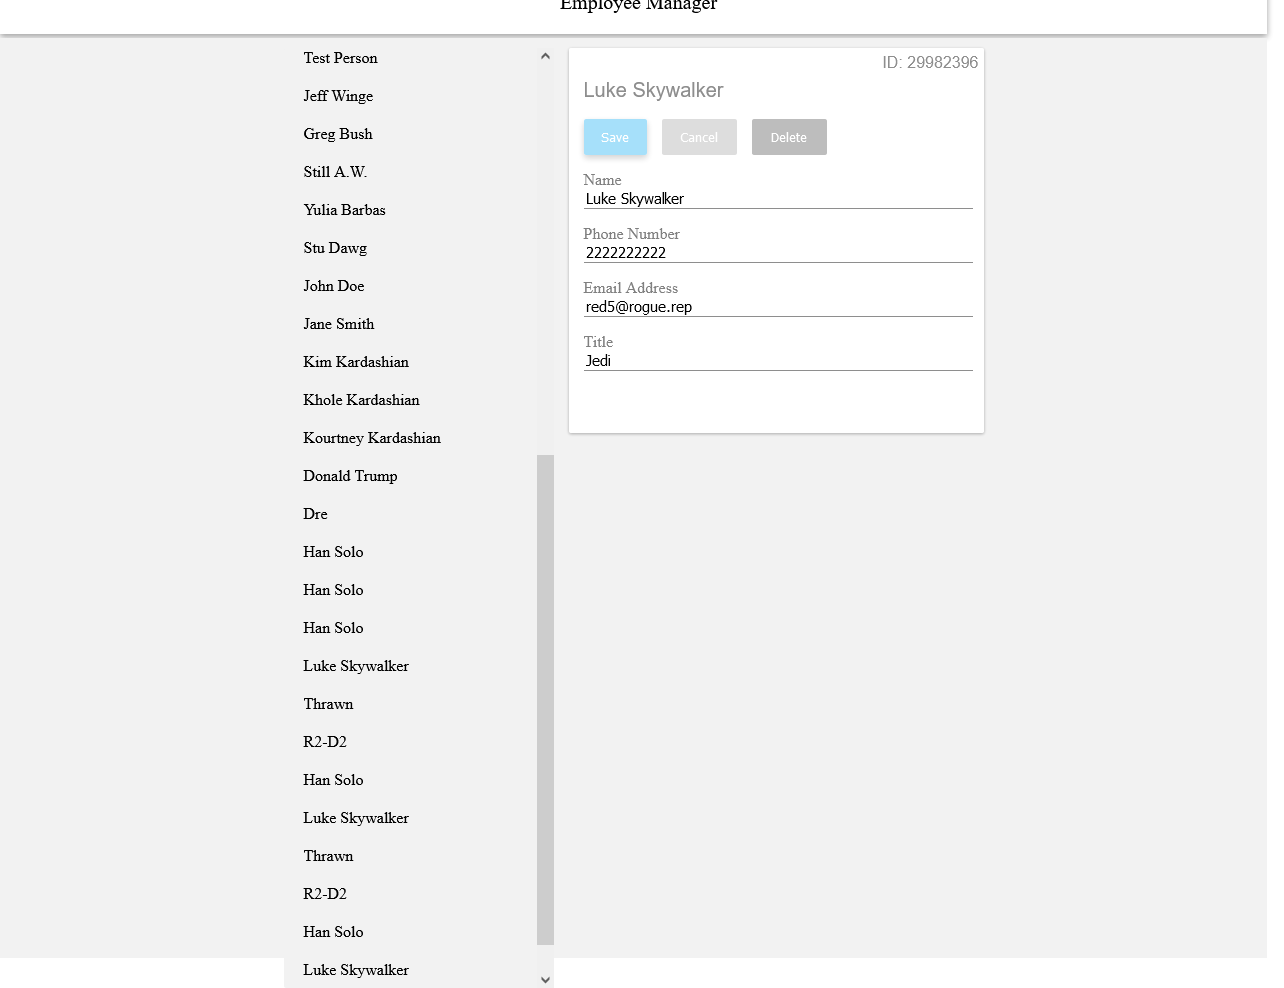 Employee Manager
Test Person
Jeff Winge
Greg Bush
Still A.W.
Yulia Barbas
Stu Dawg
John Doe
Jane Smith
Kim Kardashian
Khole Kardashian
Kourtney Kardashian
Donald Trump
Dre
Han Solo
Han Solo
Han Solo
Luke Skywalker
Thrawn
R2-D2
Han Solo
Luke Skywalker
Thrawn
R2-D2
Han Solo
Luke Skywalker
ID: 29982396
Luke Skywalker
Save Cancel Delete
Name
Luke Skywalker
Phone Number
2222222222
Email Address
red5@rogue.rep
Title
Jedi